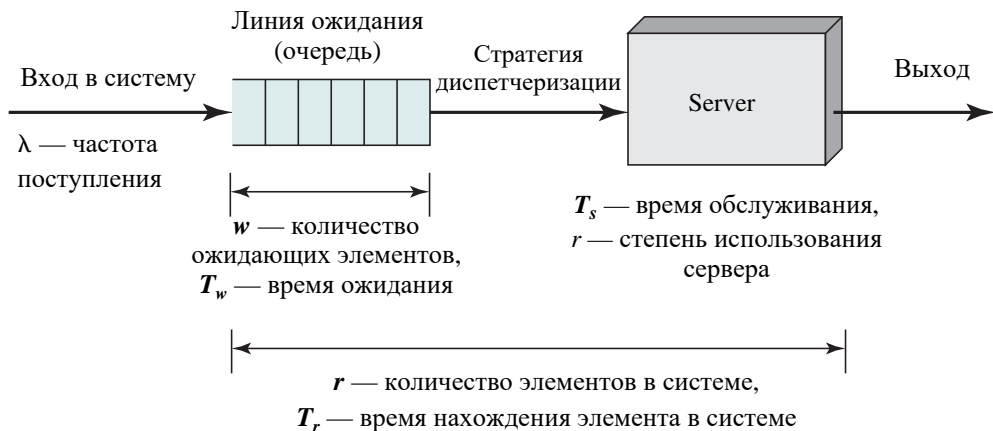 Линия ожидания
(очередь)
Вход в систему
Стратегия
диспетчеризации
Server
Выход
λ — частота
поступления
w — количество
ожидающих элементов,
T_w — время ожидания
T_s — время обслуживания,
r — степень использования
сервера
r — количество элементов в системе,
T_r — время нахождения элемента в системе